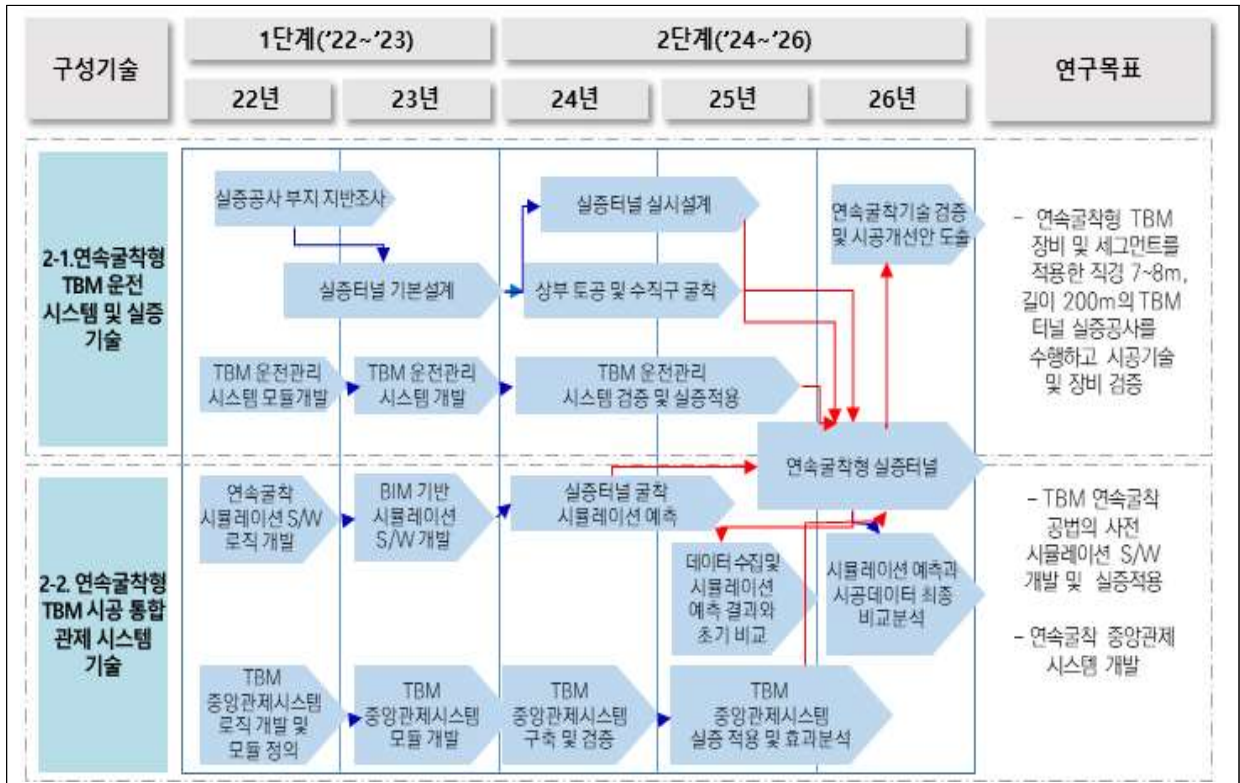 구성기술
1단계('22~'23)
2단계('24~'26)
연구목표
22년
23년
24년
25년
26년
2-1.연속굴착형
TBM 운전
시스템 및 실증
기술
실증공사 부지 지반조사
실증터널 기본설계
실증터널 실시설계
상부 토공 및 수직구 굴착
연속굴착기술 검증
및 시공개선안 도출
TBM 운전관리
시스템 모듈개발
TBM 운전관리
시스템 개발
TBM 운전관리
시스템 검증 및 실증적용
- 연속굴착형 TBM
장비 및 세그먼트를
적용한 직경 7~8m,
길이 200m의 TBM
터널 실증공사를
수행하고 시공기술
및 장비 검증
연속굴착형 실증터널
2-2. 연속굴착형
TBM 시공 통합
관제 시스템
기술
연속굴착
시뮬레이션 S/W
로직 개발
BIM 기반
시뮬레이션
S/W 개발
실증터널 굴착
시뮬레이션 예측
데이터 수집및
시뮬레이션
예측 결과와
초기 비교
시뮬레이션 예측과
시공데이터 최종
비교분석
TBM
중앙관제시스템
로직 개발 및
모듈 정의
TBM
중앙관제시스템
모듈 개발
TBM
중앙관제시스템
구축 및 검증
TBM
중앙관제시스템
실증 적용 및 효과분석
- TBM 연속굴착
공법의 사전
시뮬레이션 S/W
개발 및 실증적용
- 연속굴착 중앙관제
시스템 개발